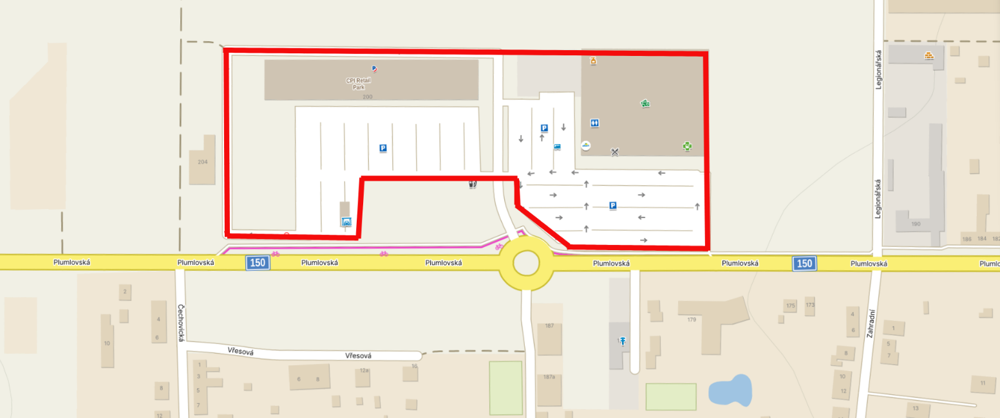 Legionářská
CPI Retail
Park
200
P
P
204
P
Legionářská
190
186
184
182
Plumlovská
Plumlovská
150
Plumlovská
Plumlovská
Plumlovská
Plumlovská
150
Plumlovská
Plumlo
2
4
6
10
Čechovická
Vřesová
Vřesová
187
179
175
173
4
6
Zahradní
1
5
7
8
1
3
5
7
6
8
12a
16
187a
10
12
11
8
12
13